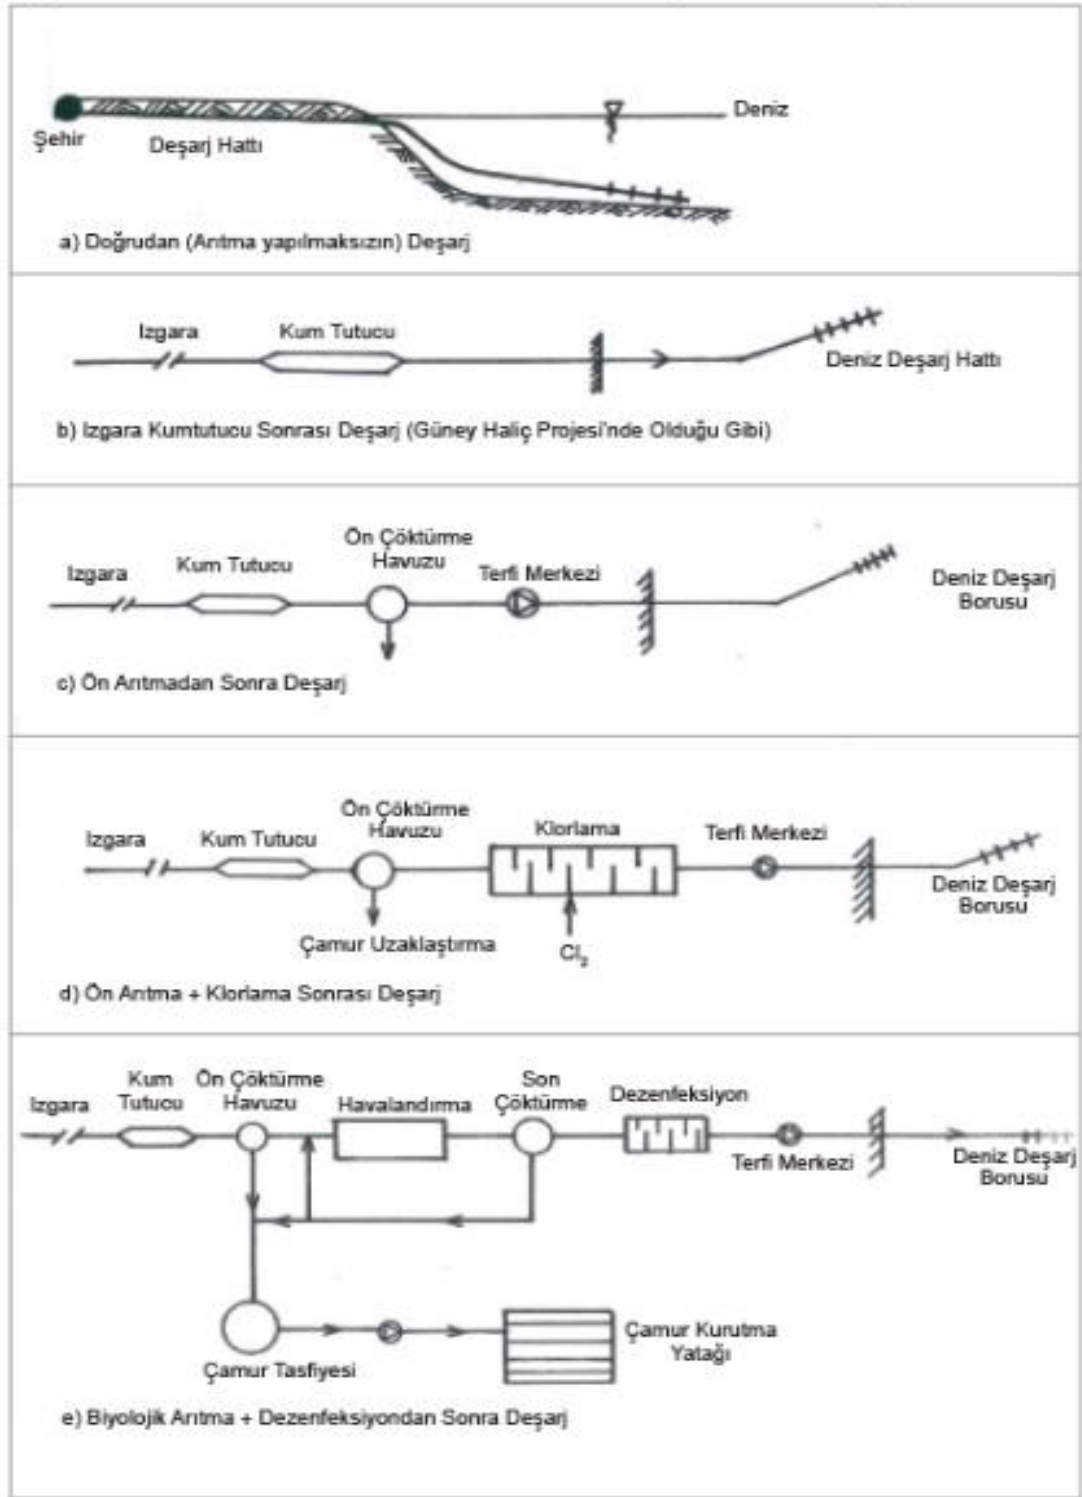 Deniz
Şehir
Deşarj Hattı
a) Doğrudan (Arıtma yapılmaksızın) Deşarj
Izgara
Kum Tutucu
Deniz Deşarj Hattı
b) Izgara Kumtutucu Sonrası Deşarj (Güney Haliç Projesi'nde Olduğu Gibi)
Izgara
Kum Tutucu
Ön Çöktürme
Havuzu
Terfi Merkezi
Deniz Deşarj
Borusu
c) Ön Arıtmadan Sonra Deşarj
Izgara
Kum Tutucu
Ön Çöktürme
Havuzu
Klorlama
Terfi Merkezi
Deniz Deşarj
Borusu
Çamur Uzaklaştırma
Cl₂
d) Ön Arıtma + Klorlama Sonrası Deşarj
Izgara
Kum
Tutucu
Ön Çöktürme
Havuzu
Havalandırma
Son
Çöktürme
Dezenfeksiyon
Terfi Merkezi
Deniz Deşarj
Borusu
Çamur Tasfiyesi
Çamur Kurutma
Yatağı
e) Biyolojik Arıtma + Dezenfeksiyondan Sonra Deşarj